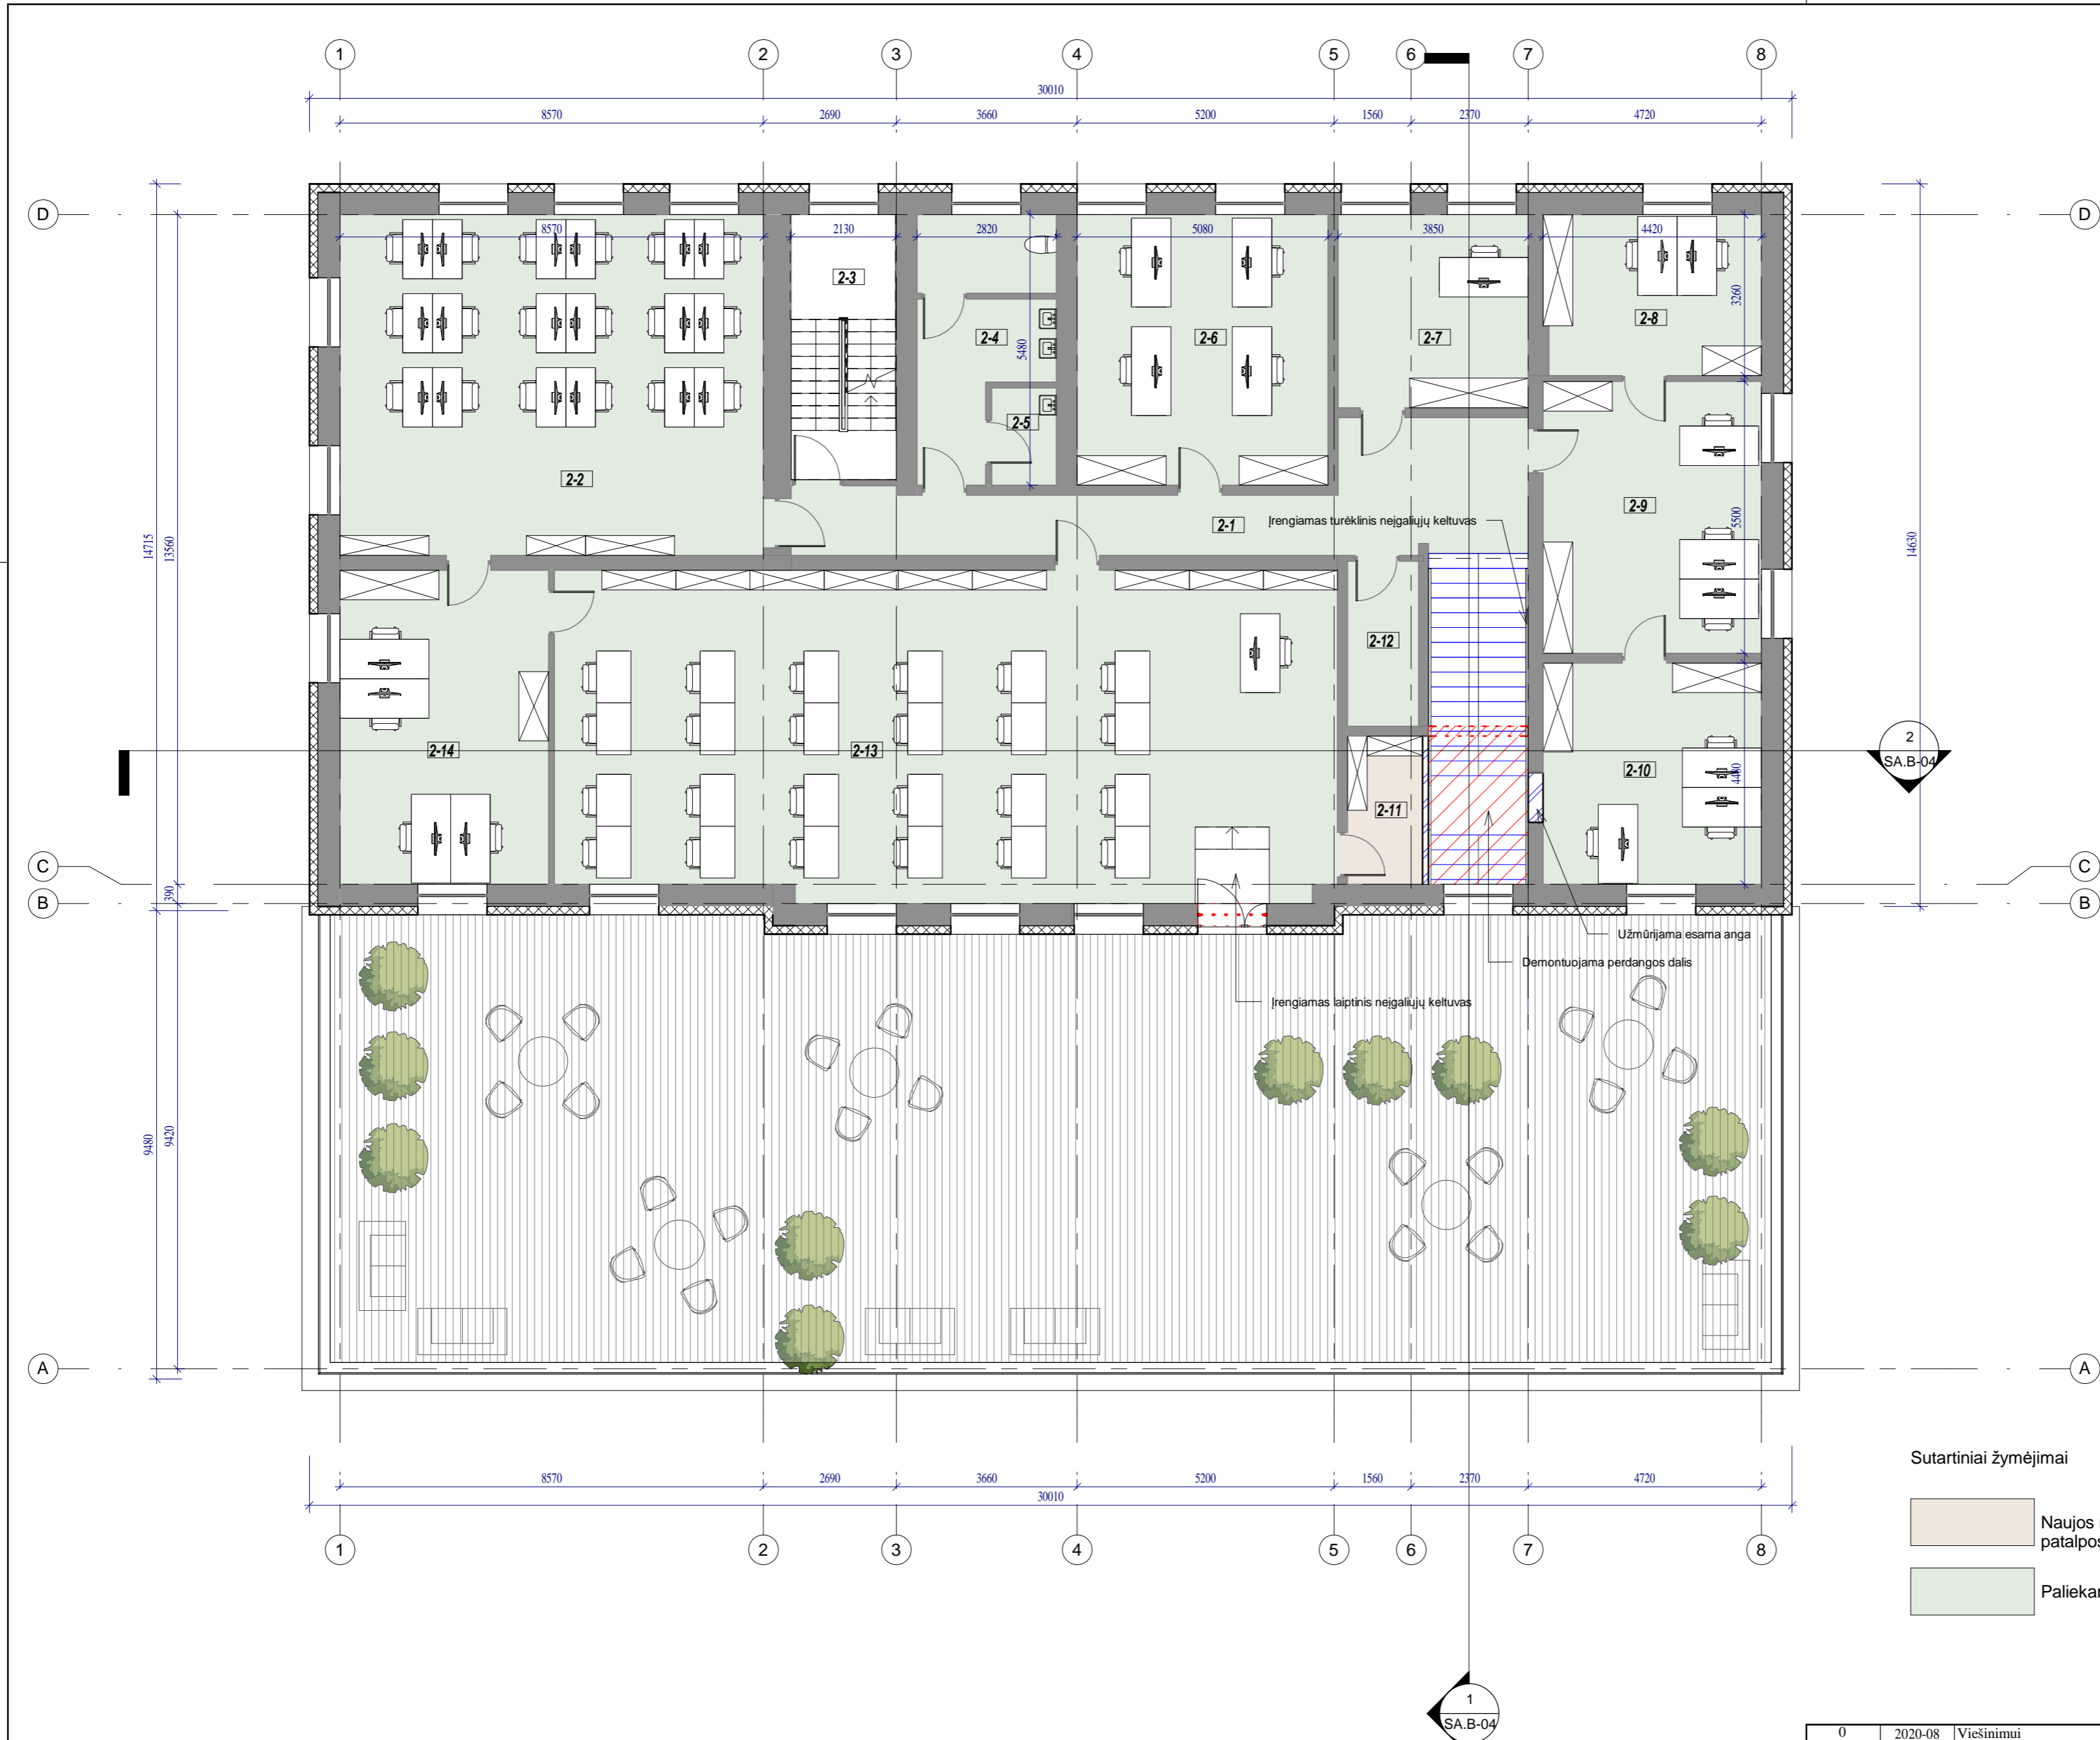 1 2 3 4 5 6 7 8
30010
8570 2690 3660 5200 1560 2370 4720
D D
8570 2130 2820 5080 3850 4420
2-3
3260
2-8
2-4 2-6 2-7
5480
2-5
2-2
2-9
5500
2-1
Įrengiamas turėklinis neįgaliųjų keltuvas
14715
13560
14630
2-12
2-14 2-13
2
SA.B-04
2-10
4480
2-11
C C
390
B B
Užmūrijama esama anga
Demontuojama perdangos dalis
Įrengiamas laiptinis neįgaliųjų keltuvas
9480
9420
A A
8570 2690 3660 5200 1560 2370 4720
30010
1 2 3 4 5 6 7 8
Sutartiniai žymėjimai
Naujos
patalpos
Paliekam
1
SA.B-04
0 2020-08 Viešinimui